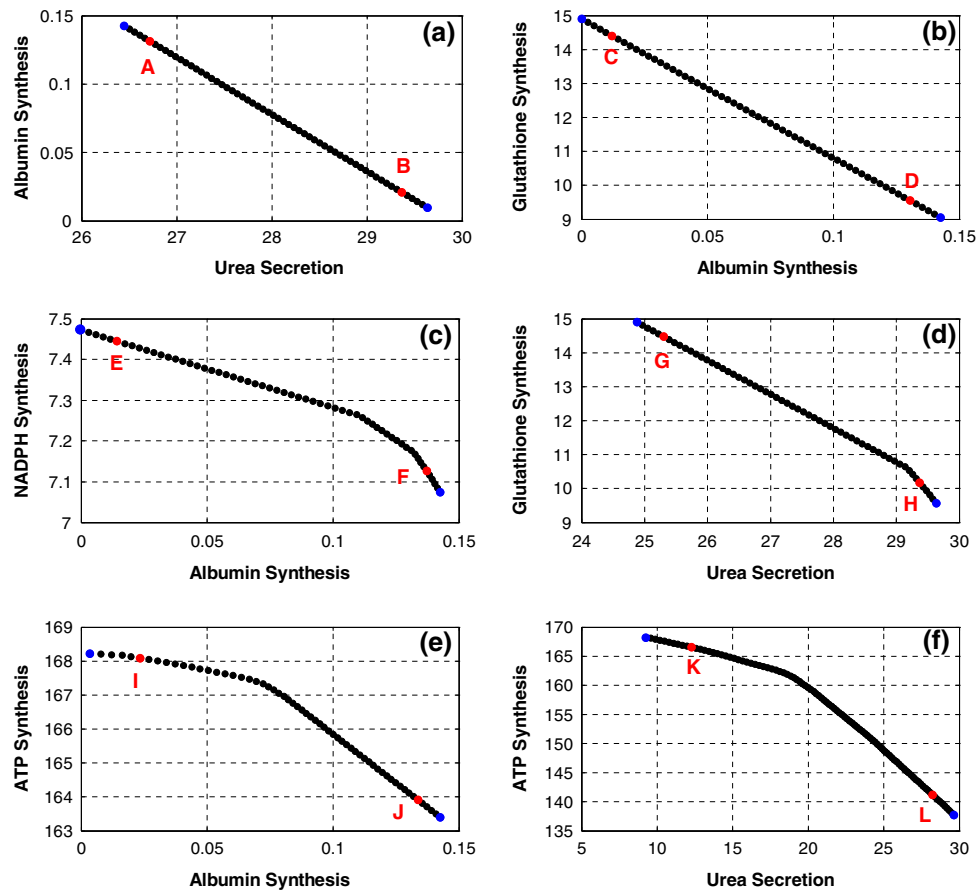 (a)
Albumin Synthesis
0.15
0.1
0.05
0
A
B
26 27 28 29 30
Urea Secretion
(b)
Glutathione Synthesis
15
14
13
12
11
10
9
C
D
0 0.05 0.1 0.15
Albumin Synthesis
(c)
NADPH Synthesis
7.5
7.4
7.3
7.2
7.1
7
E
F
0 0.05 0.1 0.15
Albumin Synthesis
(d)
Glutathione Synthesis
15
14
13
12
11
10
9
G
H
24 25 26 27 28 29 30
Urea Secretion
(e)
ATP Synthesis
169
168
167
166
165
164
163
I
J
0 0.05 0.1 0.15
Albumin Synthesis
(f)
ATP Synthesis
170
165
160
155
150
145
140
135
K
L
5 10 15 20 25 30
Urea Secretion